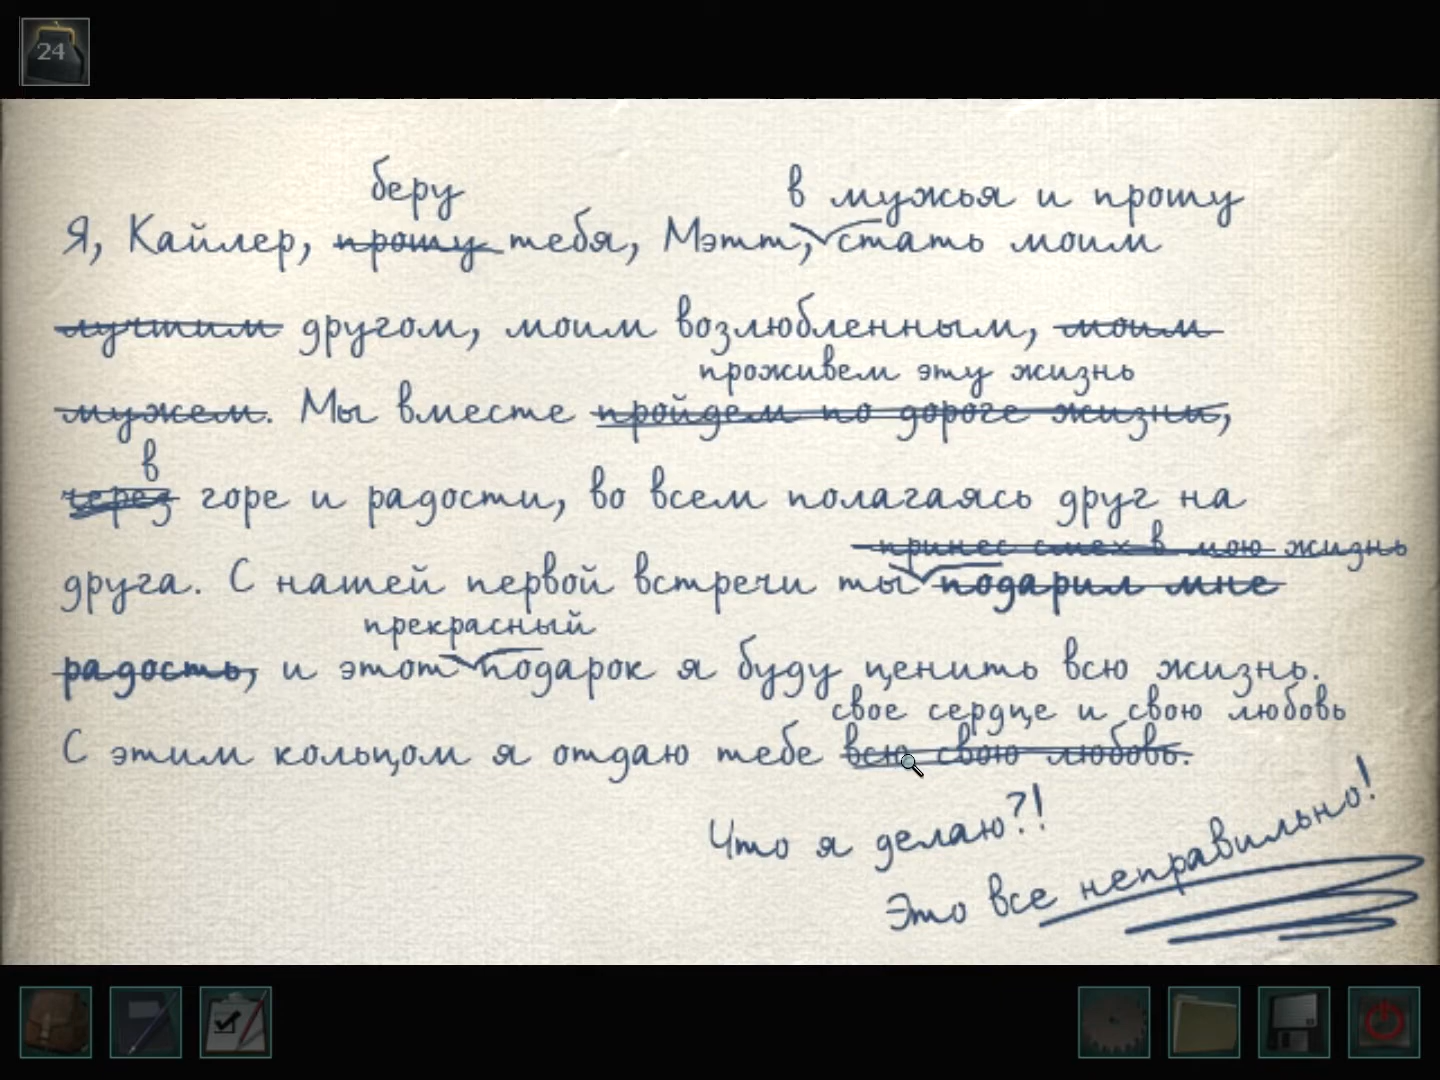 24
беру
в мужья и прошу
Я, Кайлер, прошу тебя, Мэтт, стать моим
лучшим другом, моим возлюбленным, моим
проживем эту жизнь
мужем. Мы вместе пройдем по дороге жизни,
в
через горе и радости, во всем полагаясь друг на
принес смех в мою жизнь
друга. С нашей первой встречи ты подарил мне
прекрасный
радость, и этот подарок я буду ценить всю жизнь.
свое сердце и свою любовь
С этим кольцом я отдаю тебе всю свою любовь.
Что я делаю?!
Это все неправильно!